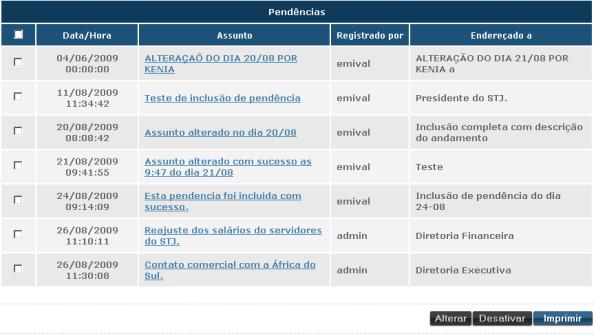 Pendências
Data/Hora Assunto Registrado por Endereçado a
04/06/2009 ALTERAÇAÕ DO DIA 20/08 POR emival ALTERAÇÃO DO DIA 21/08 POR
00:00:00 KENIA KENIA a
11/08/2009 Teste de inclusão de pendência emival Presidente do STJ.
11:34:42
20/08/2009 Assunto alterado no dia 20/08 emival Inclusão completa com descrição
08:08:42 do andamento
21/08/2009 Assunto alterado com sucesso as emival Teste
09:41:55 9:47 do dia 21/08
24/08/2009 Esta pendencia foi incluida com emival Inclusão de pendência do dia
09:14:09 sucesso. 24-08
26/08/2009 Reajuste dos salários do servidores admin Diretoria Financeira
11:10:11 do STJ.
26/08/2009 Contato comercial com a África do admin Diretoria Executiva
11:30:08 Sul.
Alterar Desativar Imprimir